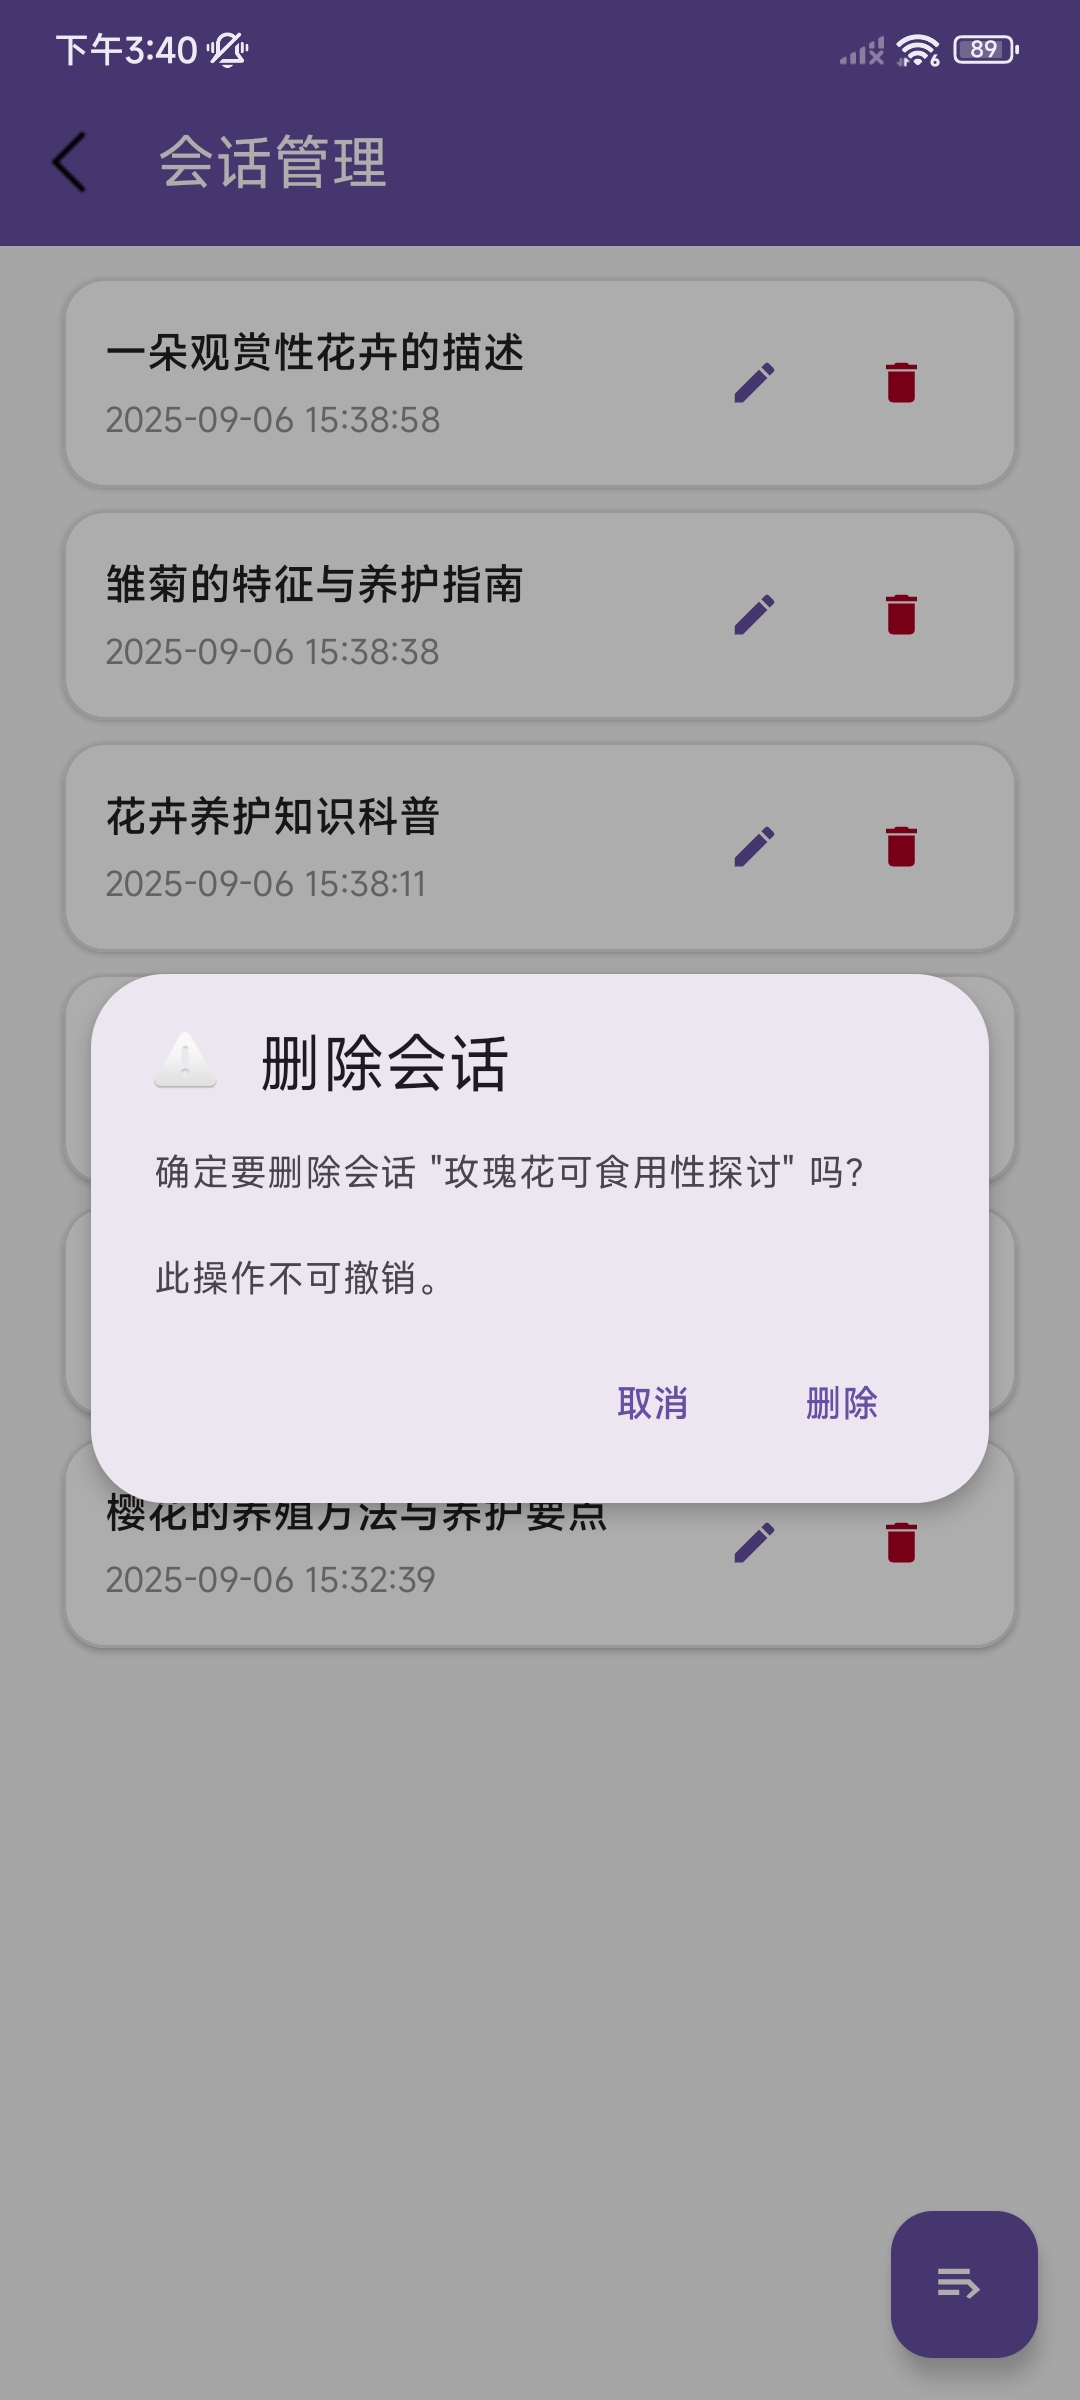 下午3:40
89
会话管理
一朵观赏性花卉的描述
2025-09-06 15:38:58
雏菊的特征与养护指南
2025-09-06 15:38:38
花卉养护知识科普
2025-09-06 15:38:11
删除会话
确定要删除会话 "玫瑰花可食用性探讨" 吗?
此操作不可撤销。
取消 删除
樱花的养殖方法与养护要点
2025-09-06 15:32:39